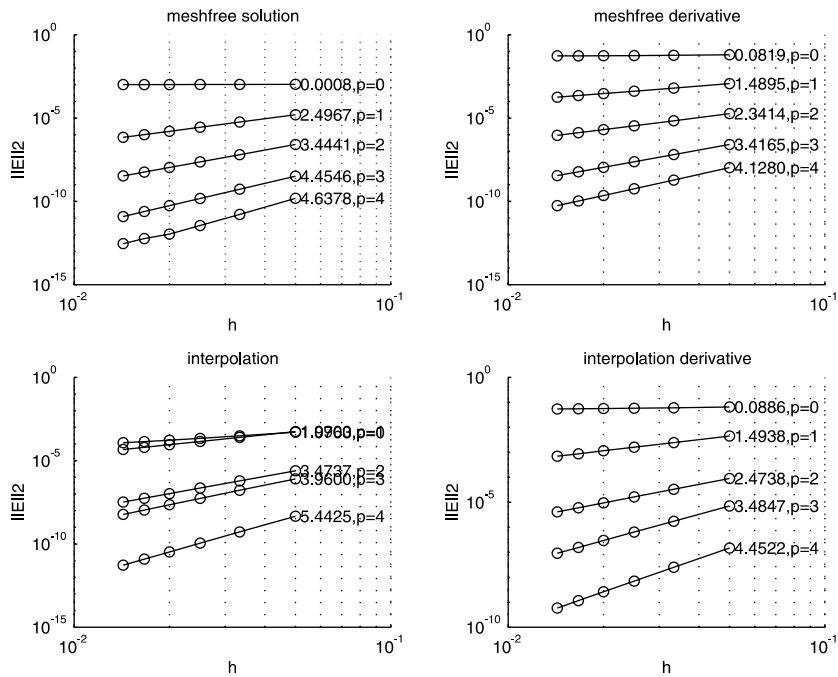 meshfree solution
10^0
10^-5
10^-10
10^-15
||E||2
0.0008,p=0
2.4967,p=1
3.4441,p=2
4.4546,p=3
4.6378,p=4
10^-2
10^-1
h
meshfree derivative
10^0
10^-5
10^-10
10^-15
||E||2
0.0819,p=0
1.4895,p=1
2.3414,p=2
3.4165,p=3
4.1280,p=4
10^-2
10^-1
h
interpolation
10^0
10^-5
10^-10
10^-15
||E||2
3.4737,p=2
3.9600,p=3
5.4425,p=4
10^-2
10^-1
h
interpolation derivative
10^0
10^-5
10^-10
||E||2
0.0886,p=0
1.4938,p=1
2.4738,p=2
3.4847,p=3
4.4522,p=4
10^-2
10^-1
h